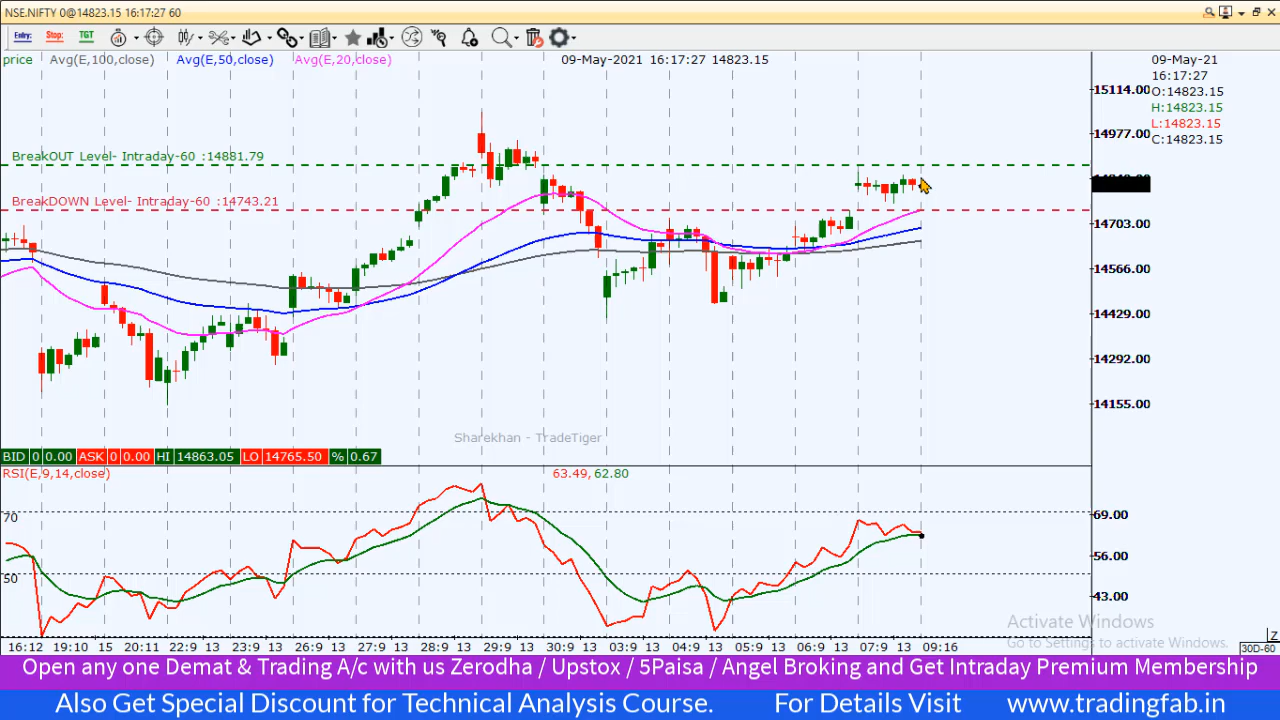 NSE.NIFTY 0@14823.15 16:17:27 60
Entry: Stop: TGT
price Avg(E,100,close) Avg(E,50,close) Avg(E,20,close) 09-May-2021 16:17:27 14823.15
09-May-21
16:17:27
O:14823.15
H:14823.15
L:14823.15
C:14823.15
15114.00
14977.00
BreakOUT Level- Intraday-60 :14881.79
BreakDOWN Level- Intraday-60 :14743.21
14703.00
14566.00
14429.00
14292.00
14155.00
Sharekhan - TradeTiger
BID 0 0.00 ASK 0 0.00 HI 14863.05 LO 14765.50 % 0.67
RSI(E,9,14,close) 63.49, 62.80
70
69.00
56.00
50
43.00
Activate Windows
Go to Settings to activate Windows.
16:12 19:10 15 20:11 22:9 13 23:9 13 26:9 13 27:9 13 28:9 13 29:9 13 30:9 13 03:9 13 04:9 13 05:9 13 06:9 13 07:9 13 09:16
Z
30D-60
Open any one Demat & Trading A/c with us Zerodha / Upstox / 5Paisa / Angel Broking and Get Intraday Premium Membership
Also Get Special Discount for Technical Analysis Course. For Details Visit www.tradingfab.in